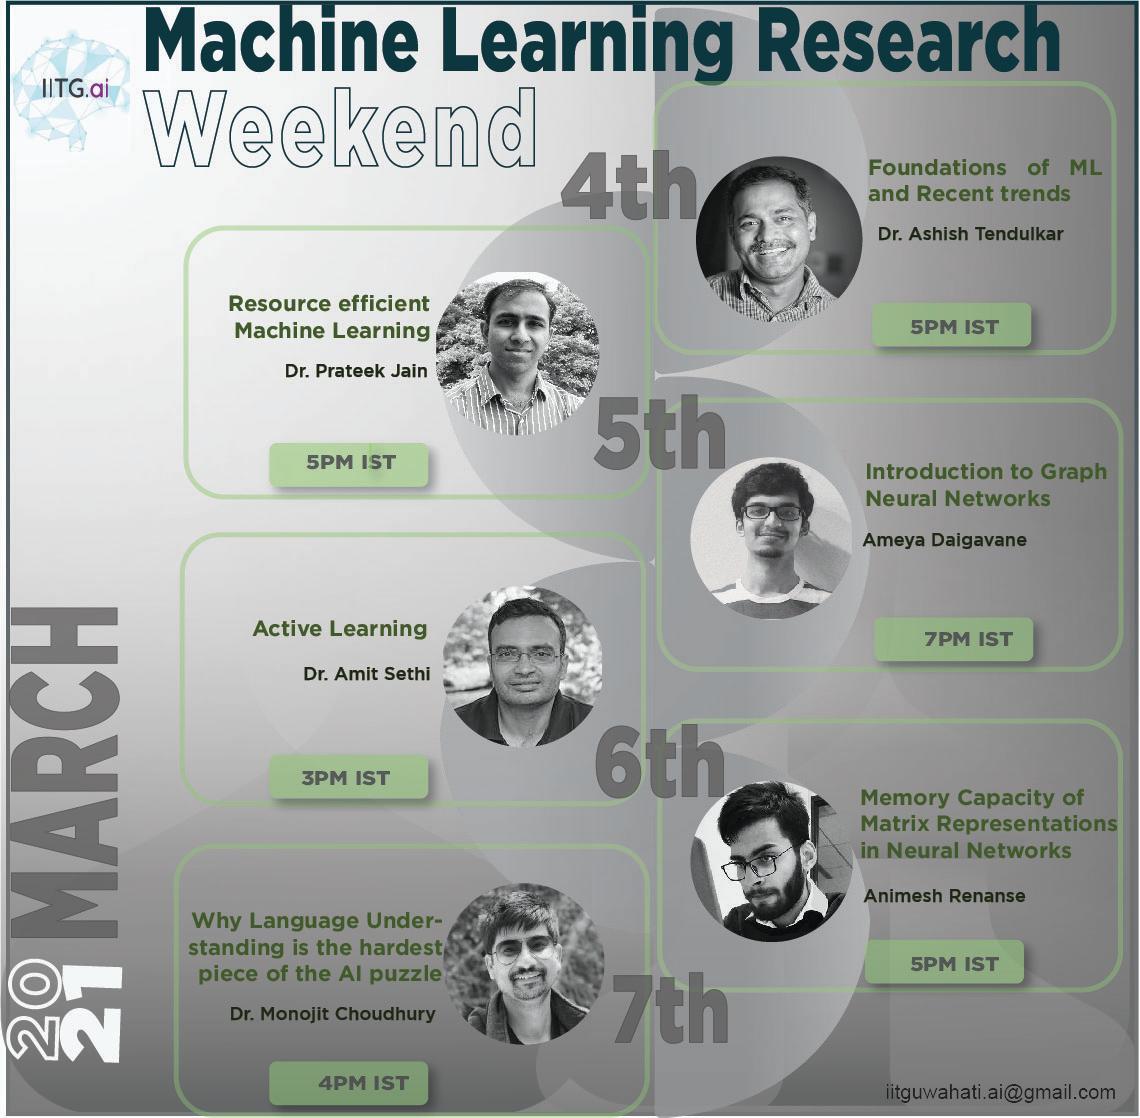 IITG.ai
Machine Learning Research
Weekend
4th
Foundations of ML
and Recent trends
Dr. Ashish Tendulkar
5PM IST
Resource efficient
Machine Learning
Dr. Prateek Jain
5PM IST
5th
Introduction to Graph
Neural Networks
Ameya Daigavane
7PM IST
Active Learning
Dr. Amit Sethi
3PM IST
6th
Memory Capacity of
Matrix Representations
in Neural Networks
Animesh Renanse
5PM IST
Why Language Under-
standing is the hardest
piece of the AI puzzle
Dr. Monojit Choudhury
4PM IST
7th
MARCH
20
21
iitguwahati.ai@gmail.com